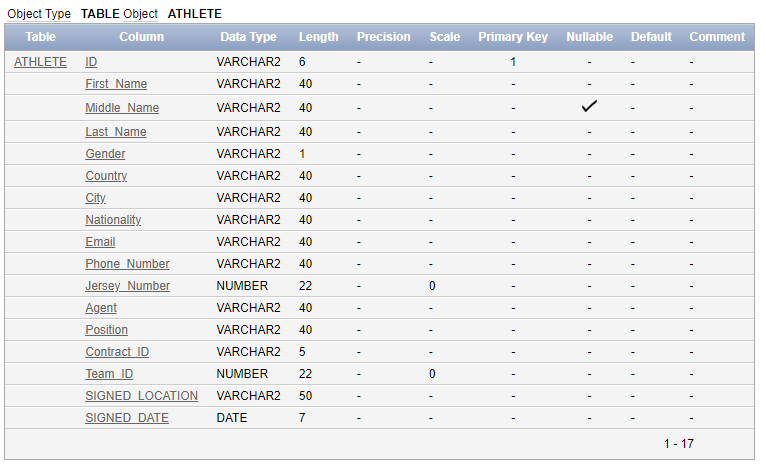 Object Type TABLE Object ATHLETE
Table Column Data Type Length Precision Scale Primary Key Nullable Default Comment
ATHLETE ID VARCHAR2 6 - - 1 - - -
First_Name VARCHAR2 40 - - - - - -
Middle_Name VARCHAR2 40 - - - ✓ - -
Last_Name VARCHAR2 40 - - - - - -
Gender VARCHAR2 1 - - - - - -
Country VARCHAR2 40 - - - - - -
City VARCHAR2 40 - - - - - -
Nationality VARCHAR2 40 - - - - - -
Email VARCHAR2 40 - - - - - -
Phone_Number VARCHAR2 40 - - - - - -
Jersey_Number NUMBER 22 - 0 - - - -
Agent VARCHAR2 40 - - - - - -
Position VARCHAR2 40 - - - - - -
Contract_ID VARCHAR2 5 - - - - - -
Team_ID NUMBER 22 - 0 - - - -
SIGNED_LOCATION VARCHAR2 50 - - - - - -
SIGNED_DATE DATE 7 - - - - - -
1 - 17